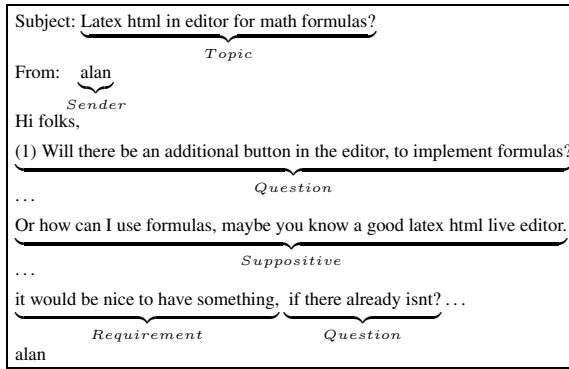 Subject: Latex html in editor for math formulas?
Topic
From: alan
Sender
Hi folks,
(1) Will there be an additional button in the editor, to implement formulas?
Question
...
Or how can I use formulas, maybe you know a good latex html live editor.
Suppositive
...
it would be nice to have something, if there already isnt? ...
Requirement Question
alan